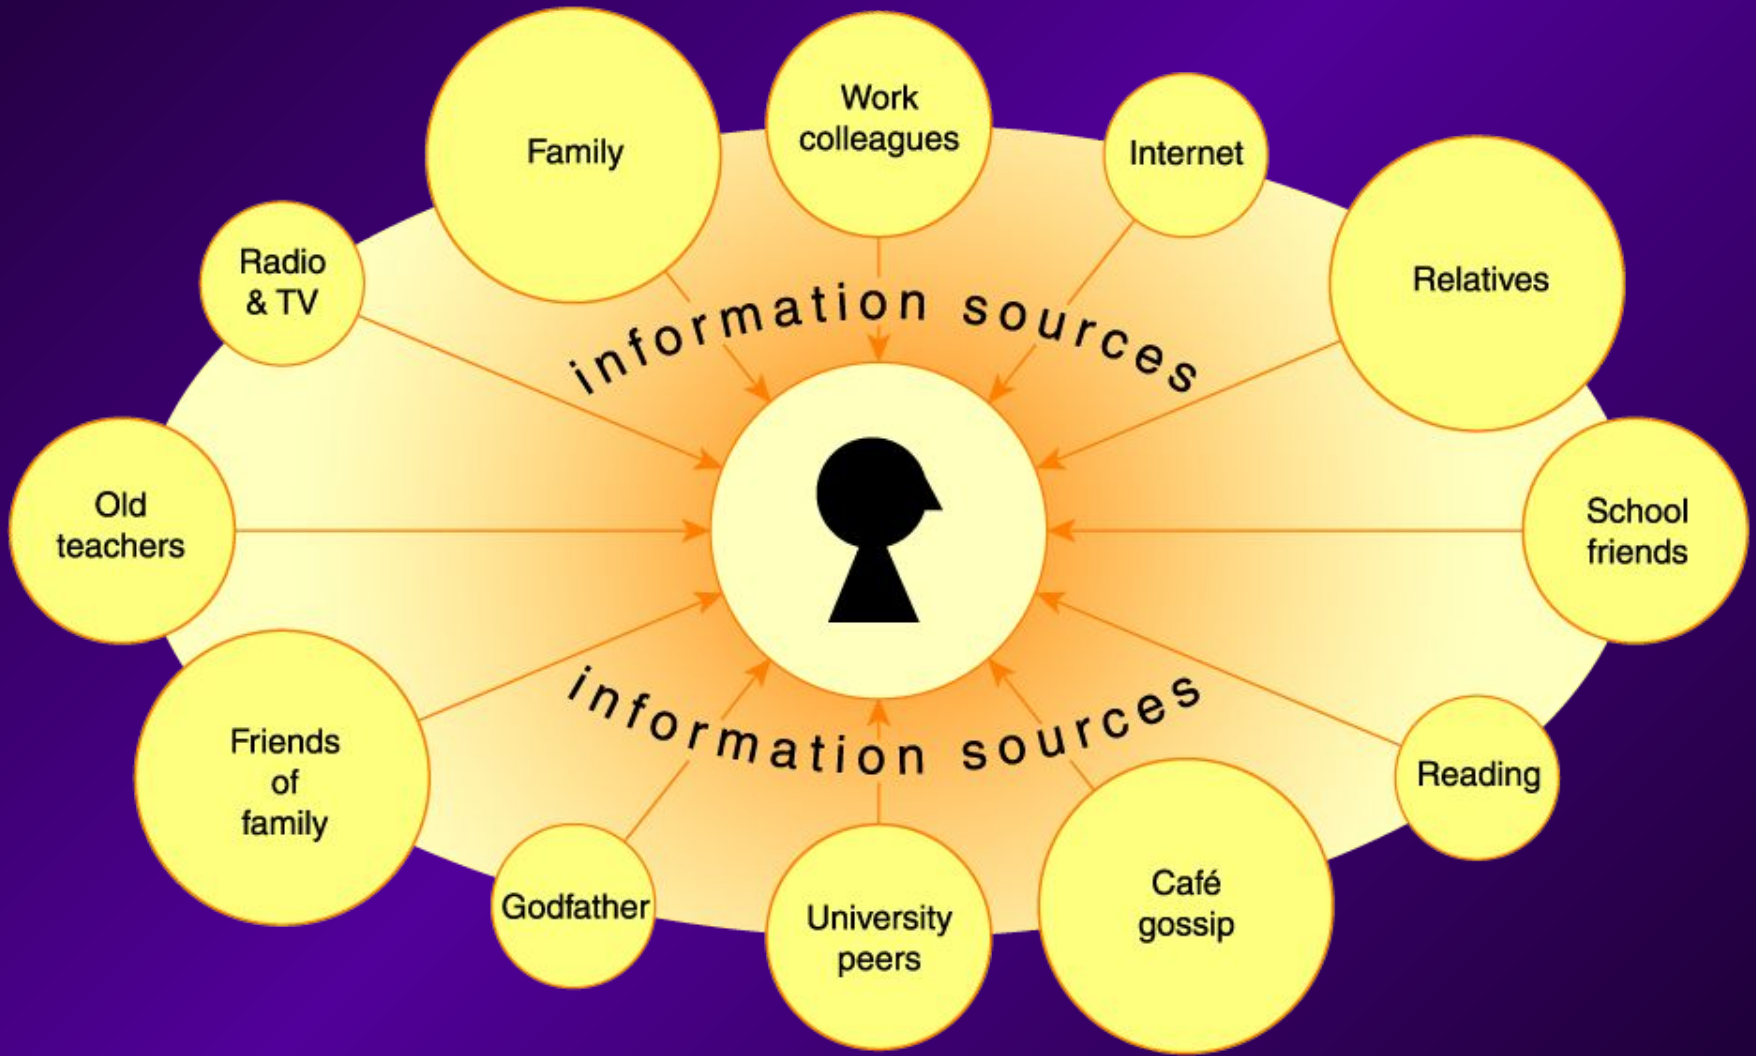 Work
colleagues
Family
Internet
Radio
& TV
Relatives
information sources
Old
teachers
School
friends
information sources
Friends
of
family
Reading
Godfather
University
peers
Café
gossip